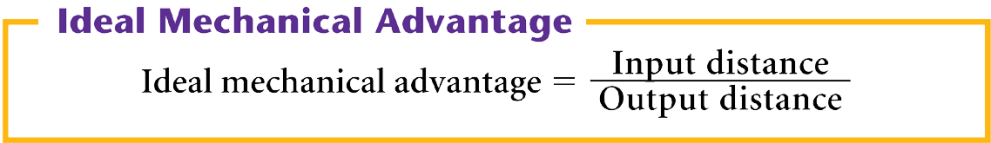 Ideal Mechanical Advantage
Ideal mechanical advantage = Input distance / Output distance